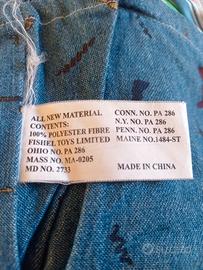 ALL NEW MATERIAL
CONTENTS:
100% POLYESTER FIBRE
FISHEL TOYS LIMITED
OHIO NO. PA 286
MASS NO. MA-0205
MD NO. 2733
CONN. NO. PA 286
N.Y. NO. PA 286
PENN. NO. PA 286
MAINE NO. 1484-ST
MADE IN CHINA